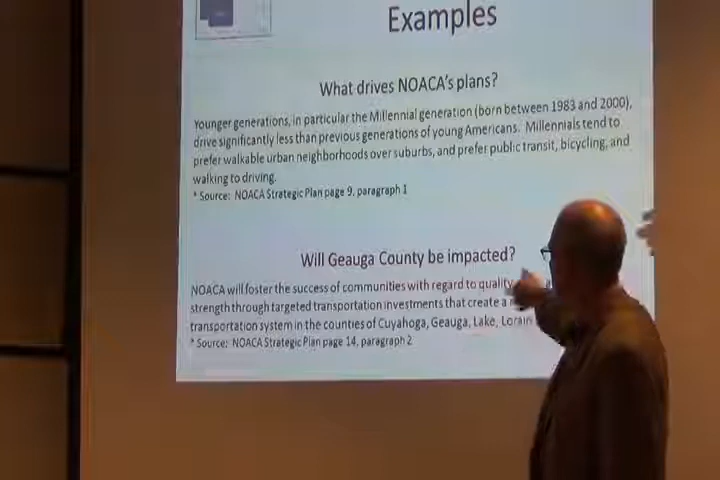 Examples
What drives NOACA's plans?
Younger generations, in particular the Millennial generation (born between 1983 and 2000),
drive significantly less than previous generations of young Americans. Millennials tend to
prefer walkable urban neighborhoods over suburbs, and prefer public transit, bicycling, and
walking to driving.
* Source: NOACA Strategic Plan page 9, paragraph 1
Will Geauga County be impacted?
NOACA will foster the success of communities with regard to quality
strength through targeted transportation investments that create a
transportation system in the counties of Cuyahoga, Geauga, Lake, Lorain
* Source: NOACA Strategic Plan page 14, paragraph 2